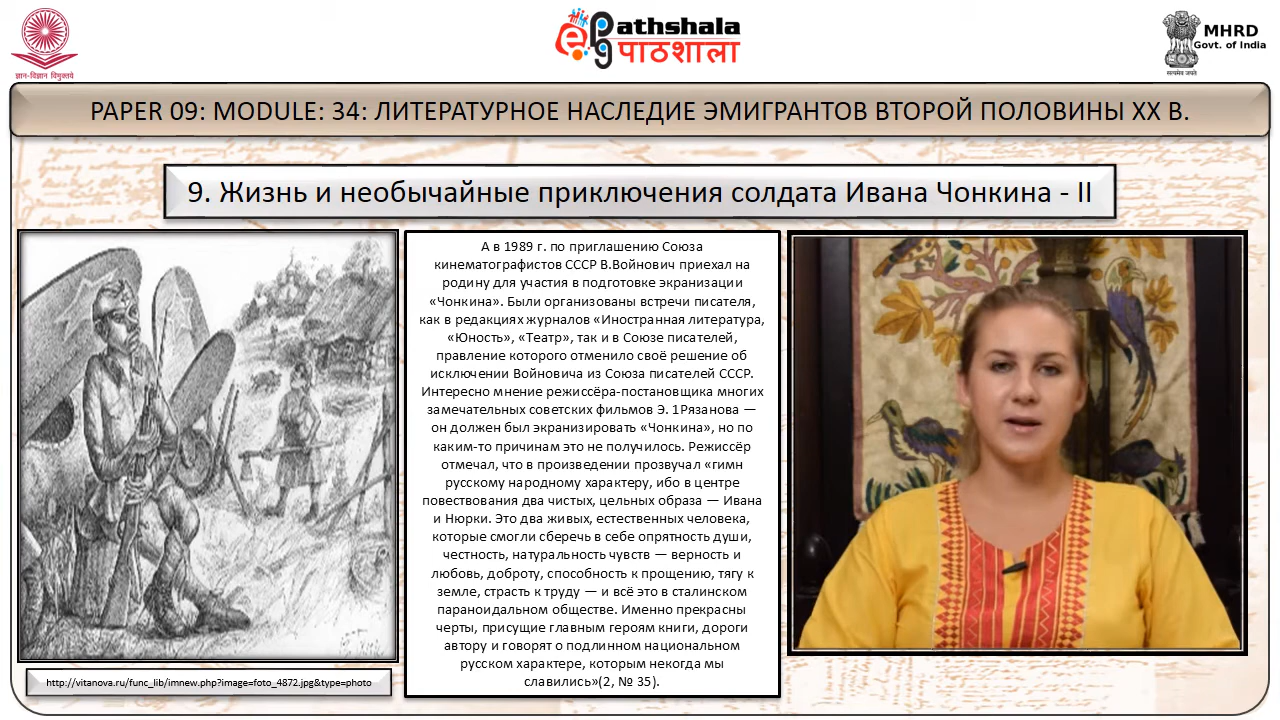 ज्ञान-विज्ञान विमुक्तये
ePathshala
पाठशाला
MHRD
Govt. of India
सत्यमेव जयते
PAPER 09: MODULE: 34: ЛИТЕРАТУРНОЕ НАСЛЕДИЕ ЭМИГРАНТОВ ВТОРОЙ ПОЛОВИНЫ XX В.
9. Жизнь и необычайные приключения солдата Ивана Чонкина - II
А в 1989 г. по приглашению Союза
кинематографистов СССР В.Войнович приехал на
родину для участия в подготовке экранизации
«Чонкина». Были организованы встречи писателя,
как в редакциях журналов «Иностранная литература,
«Юность», «Театр», так и в Союзе писателей,
правление которого отменило своё решение об
исключении Войновича из Союза писателей СССР.
Интересно мнение режиссёра-постановщика многих
замечательных советских фильмов Э. 1Рязанова —
он должен был экранизировать «Чонкина», но по
каким-то причинам это не получилось. Режиссёр
отмечал, что в произведении прозвучал «гимн
русскому народному характеру, ибо в центре
повествования два чистых, цельных образа — Ивана
и Нюрки. Это два живых, естественных человека,
которые смогли сберечь в себе опрятность души,
честность, натуральность чувств — верность и
любовь, доброту, способность к прощению, тягу к
земле, страсть к труду — и всё это в сталинском
параноидальном обществе. Именно прекрасны
черты, присущие главным героям книги, дороги
автору и говорят о подлинном национальном
русском характере, которым некогда мы
славились»(2, № 35).
http://vitanova.ru/func_lib/imnew.php?image=foto_4872.jpg&type=photo